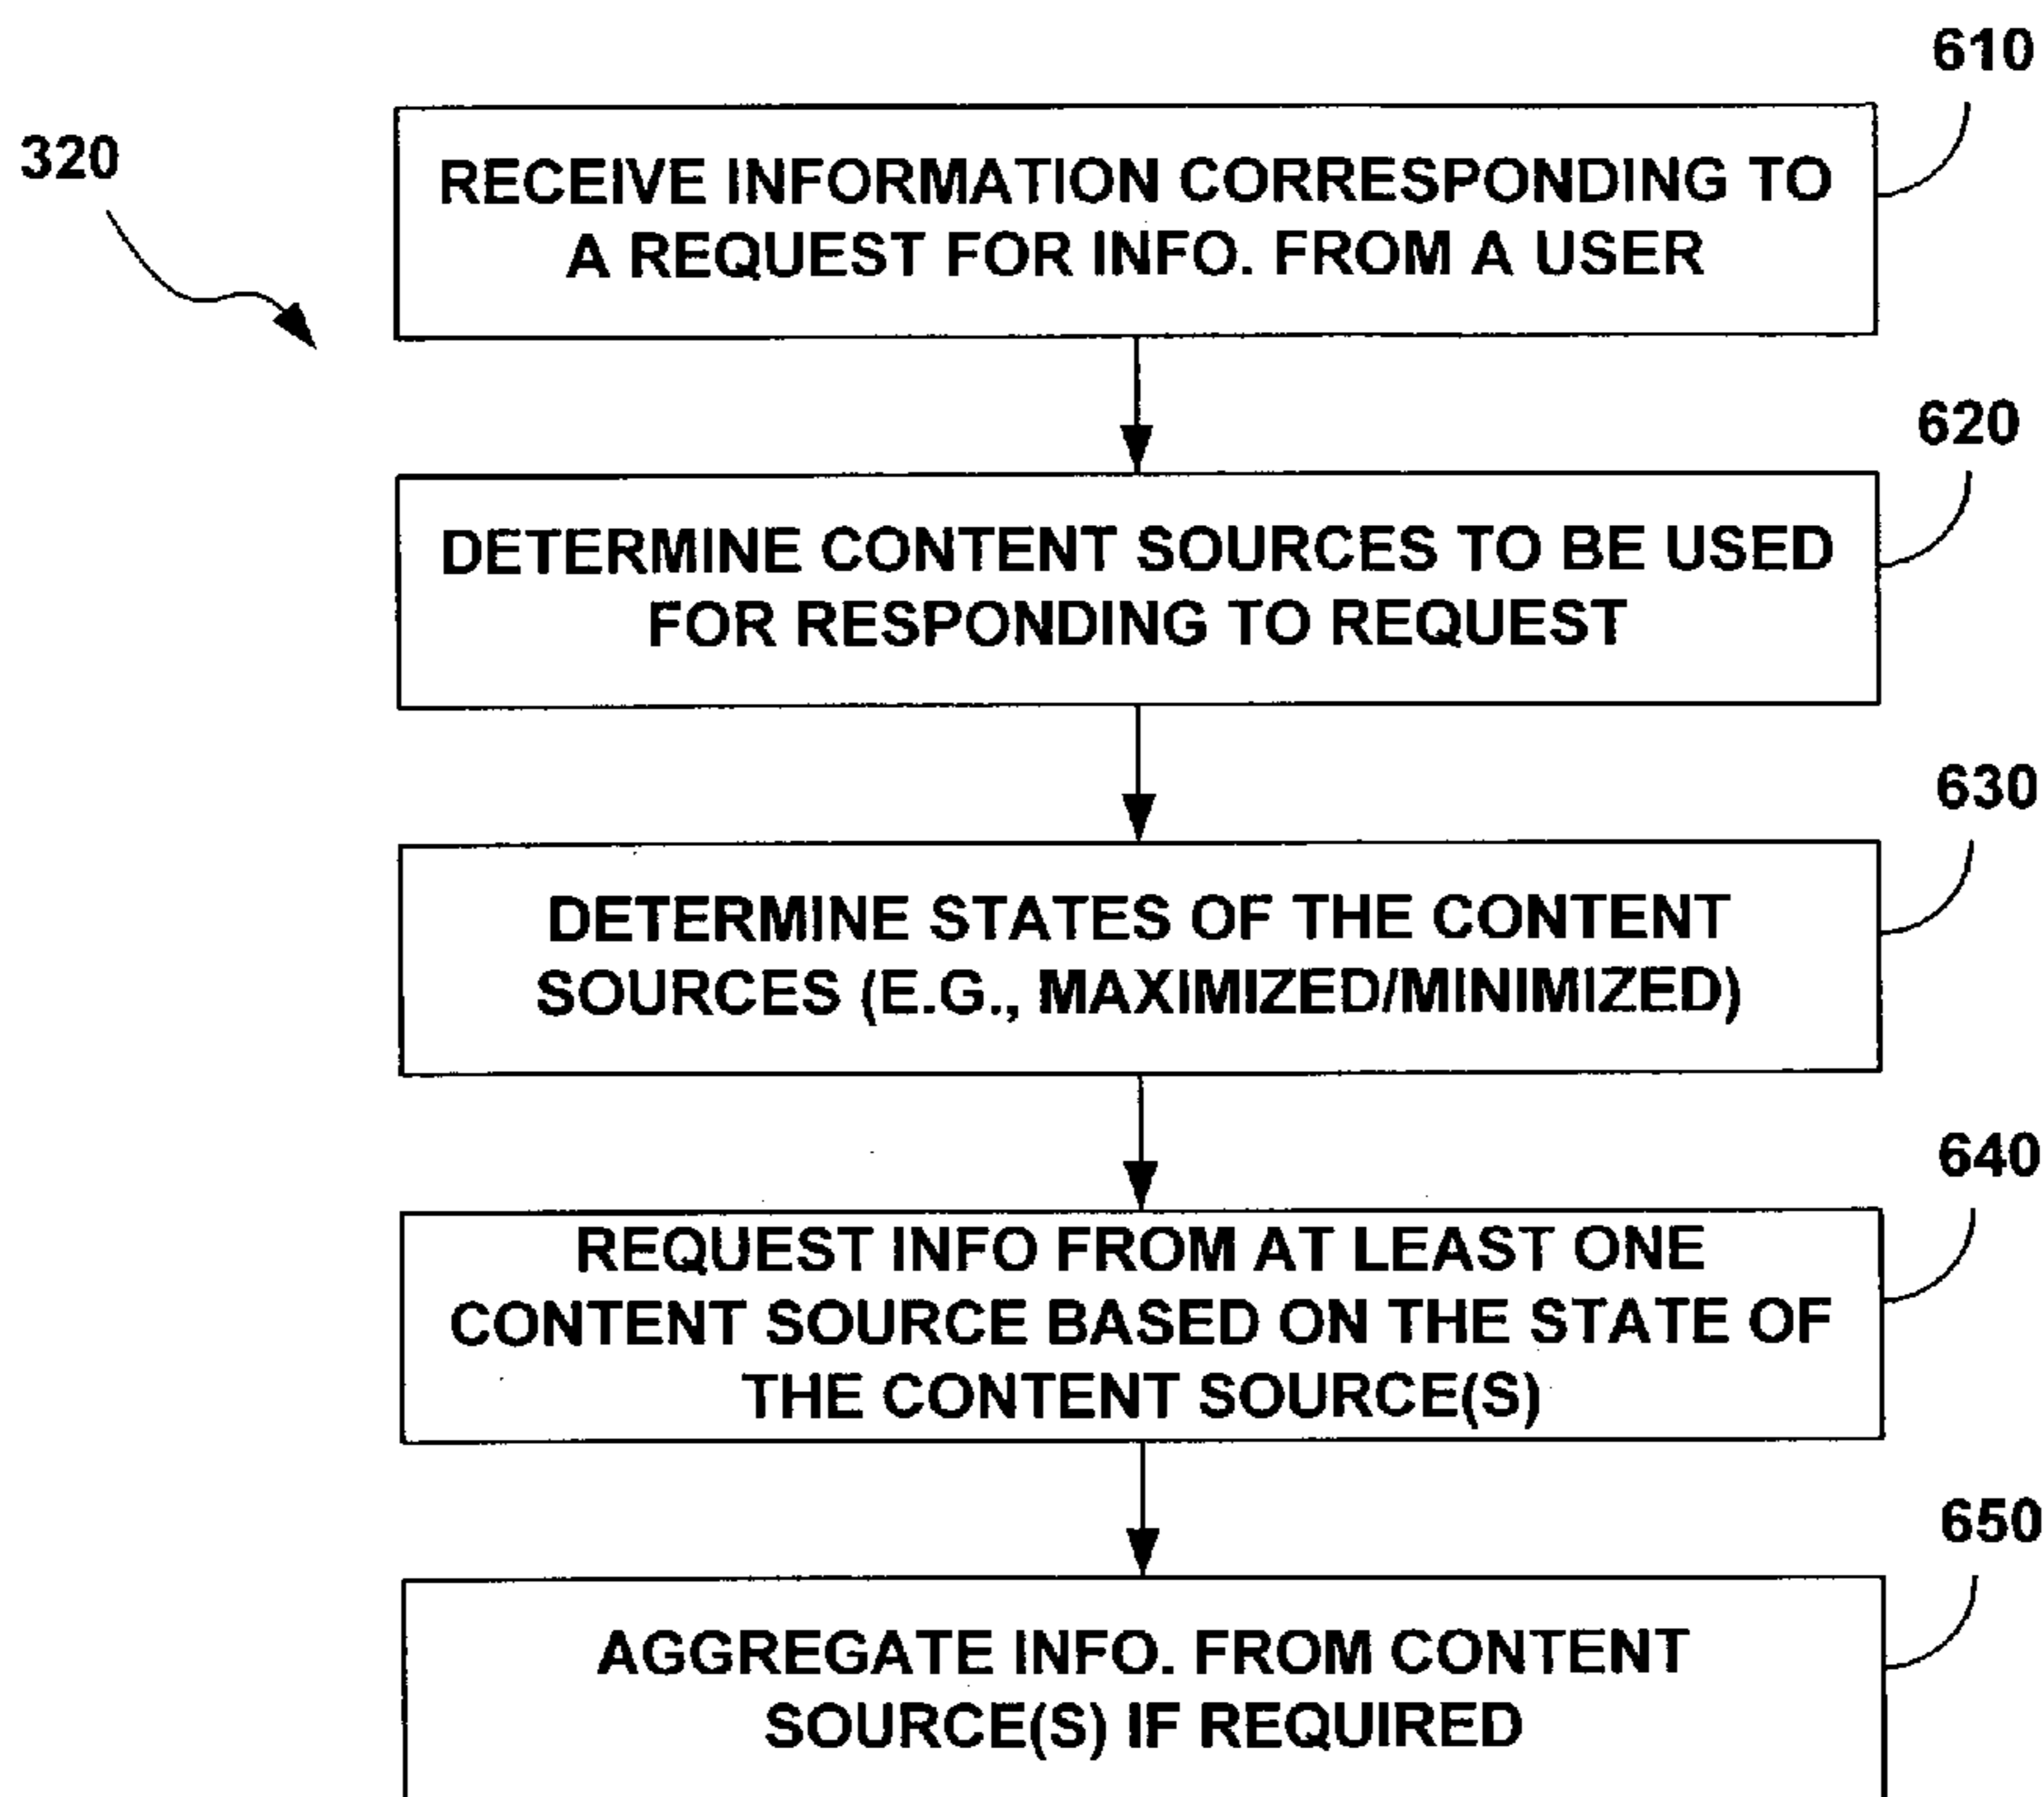 610
320
RECEIVE INFORMATION CORRESPONDING TO
A REQUEST FOR INFO. FROM A USER
620
DETERMINE CONTENT SOURCES TO BE USED
FOR RESPONDING TO REQUEST
630
DETERMINE STATES OF THE CONTENT
SOURCES (E.G., MAXIMIZED/MINIMIZED)
640
REQUEST INFO FROM AT LEAST ONE
CONTENT SOURCE BASED ON THE STATE OF
THE CONTENT SOURCE(S)
650
AGGREGATE INFO. FROM CONTENT
SOURCE(S) IF REQUIRED